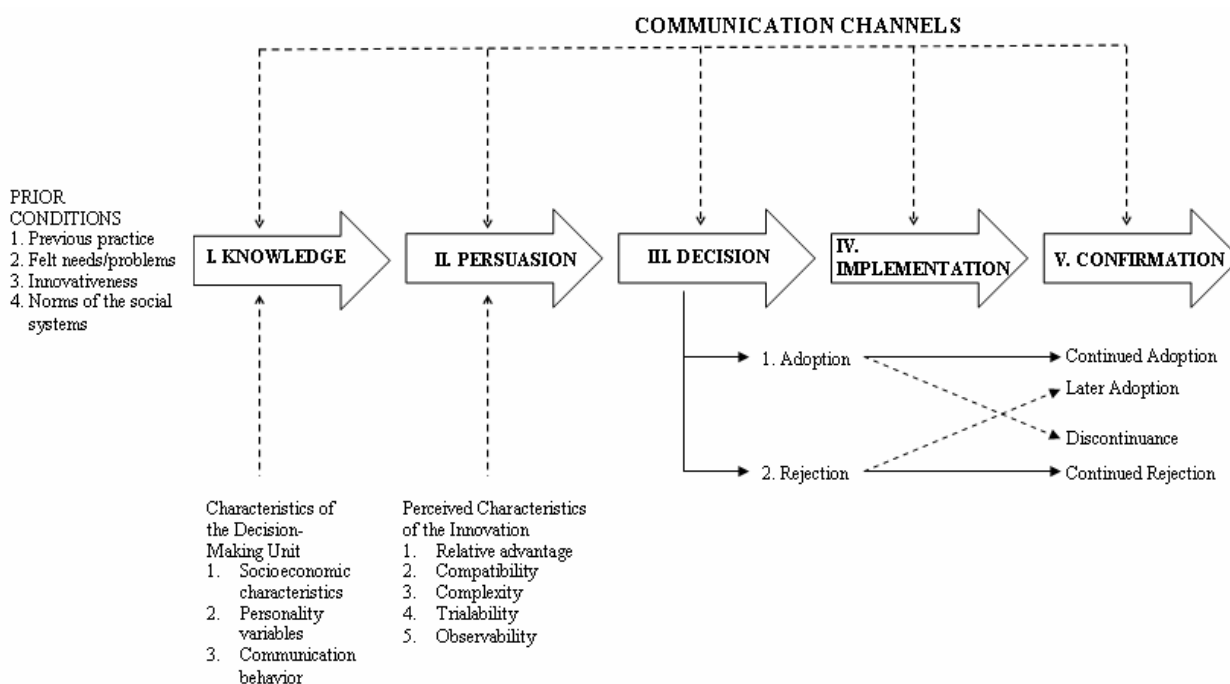 COMMUNICATION CHANNELS
PRIOR
CONDITIONS
1. Previous practice
2. Felt needs/problems
3. Innovativeness
4. Norms of the social
systems
I. KNOWLEDGE
II. PERSUASION
III. DECISION
IV.
IMPLEMENTATION
V. CONFIRMATION
1. Adoption
Continued Adoption
Later Adoption
Discontinuance
2. Rejection
Continued Rejection
Characteristics of
the Decision-
Making Unit
1. Socioeconomic
characteristics
2. Personality
variables
3. Communication
behavior
Perceived Characteristics
of the Innovation
1. Relative advantage
2. Compatibility
3. Complexity
4. Trialability
5. Observability